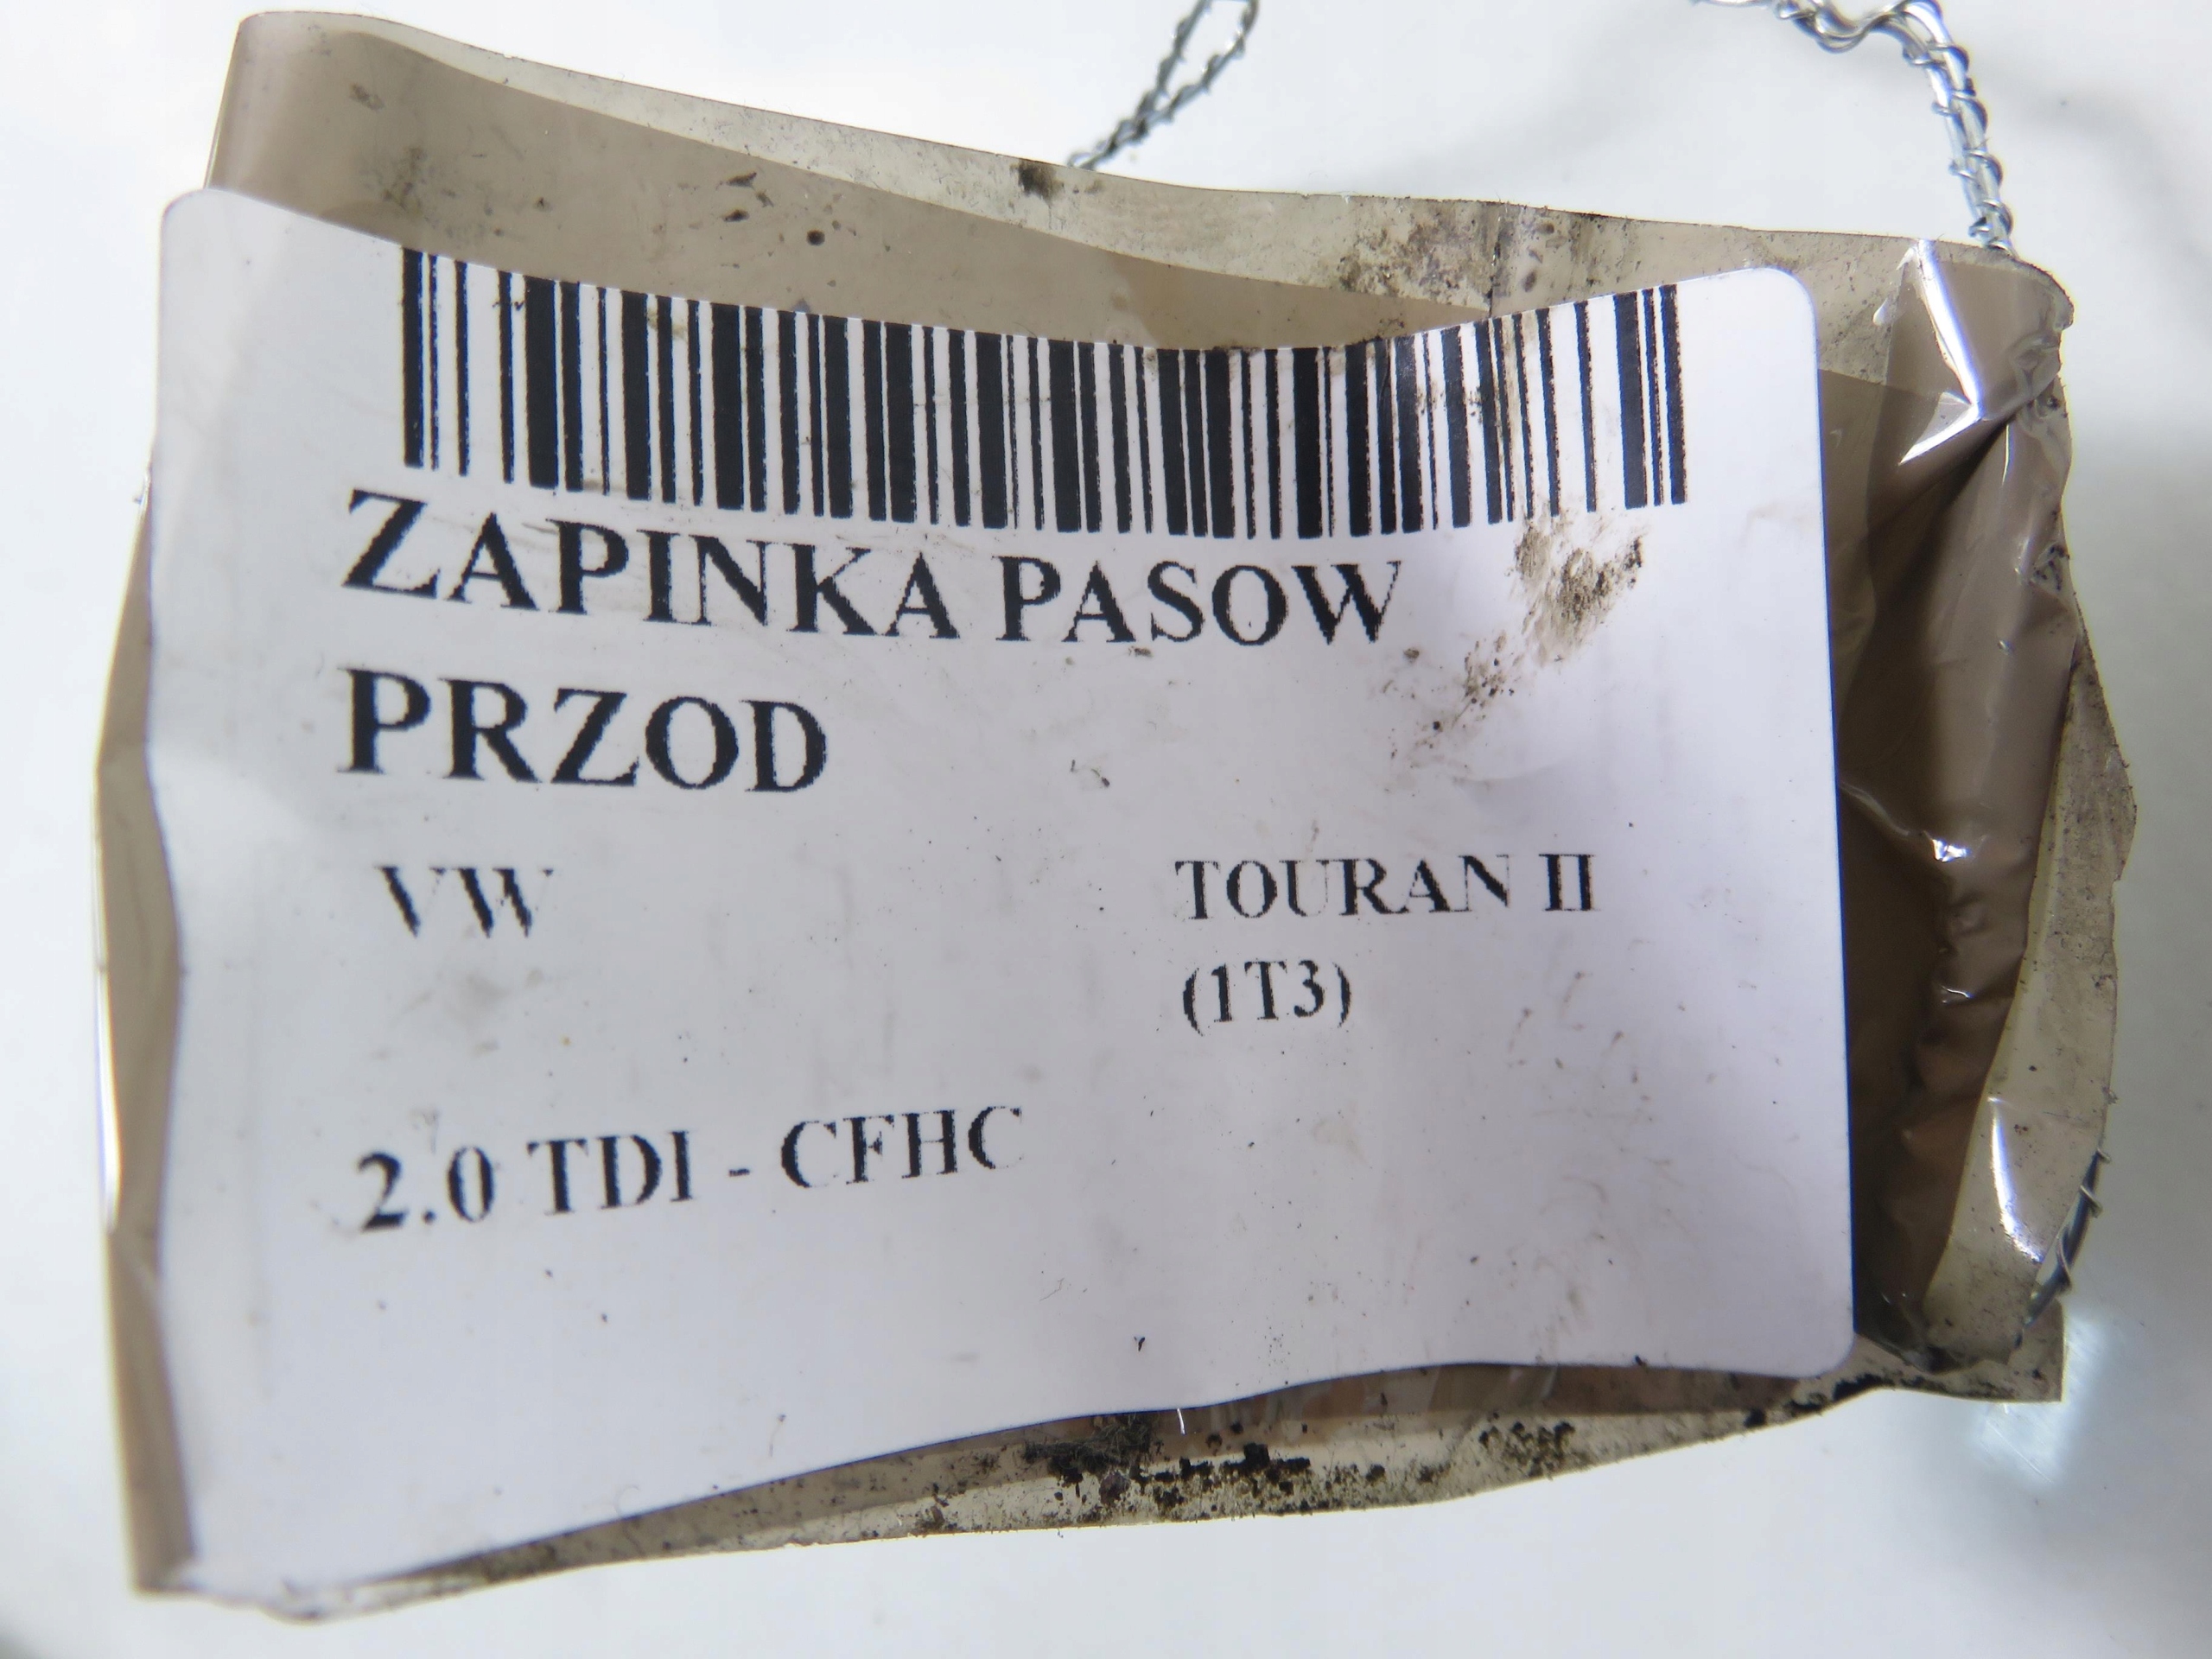 ZAPINKA PASOW
PRZOD
VW TOURAN II
(1T3)
2.0 TDI - CFHC